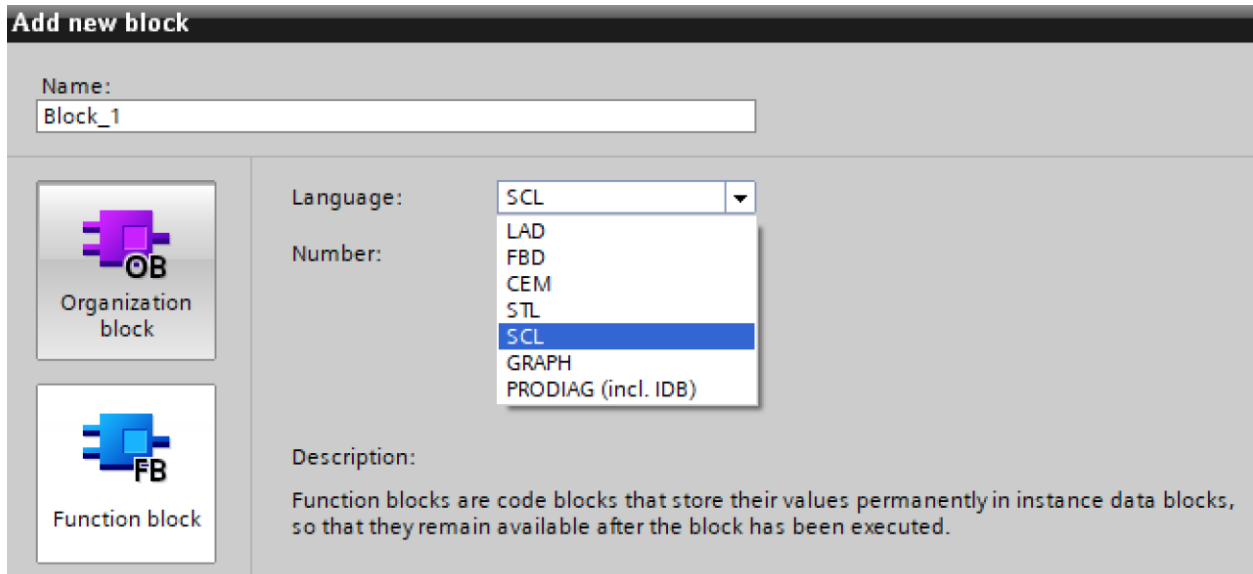 Add new block
Name:
Block_1
OB
Organization
block
FB
Function block
Language:
SCL
LAD
FBD
CEM
STL
SCL
GRAPH
PRODIAG (incl. IDB)
Number:
Description:
Function blocks are code blocks that store their values permanently in instance data blocks,
so that they remain available after the block has been executed.